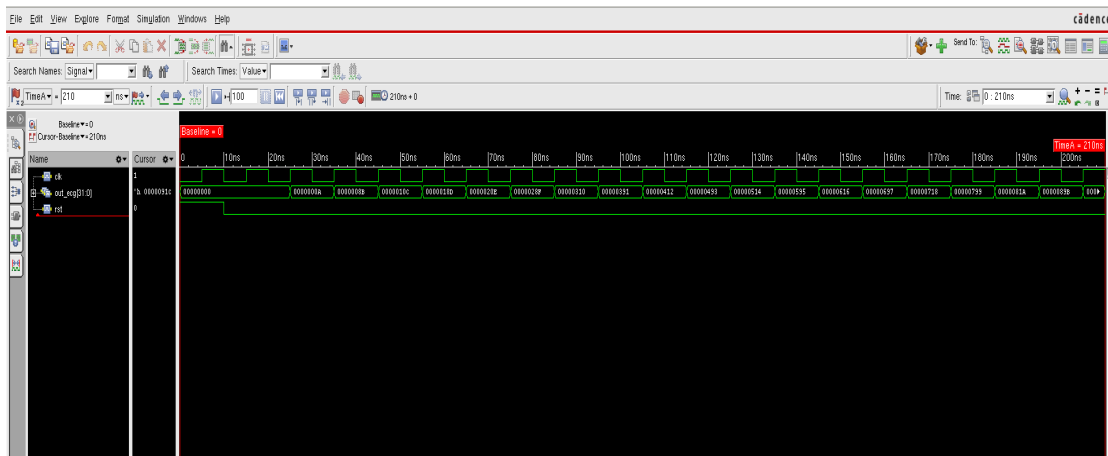 File Edit View Explore Format Simulation Windows Help
cādence
Send To:
Search Names: Signal
Search Times: Value
TimeA = 210 ns
100
210ns + 0
Time: 0 : 210ns
Baseline = 0
Cursor-Baseline = 210ns
Baseline = 0
TimeA = 210ns
Name Cursor
0 10ns 20ns 30ns 40ns 50ns 60ns 70ns 80ns 90ns 100ns 110ns 120ns 130ns 140ns 150ns 160ns 170ns 180ns 190ns 200ns
clk 1
out_ecg[31:0] 'h 0000091C 00000000 0000000A 0000008B 0000010C 0000018D 0000020E 0000028F 00000310 00000391 00000412 00000493 00000514 00000595 00000616 00000697 00000718 00000799 0000081A 0000089B 000
rst 0